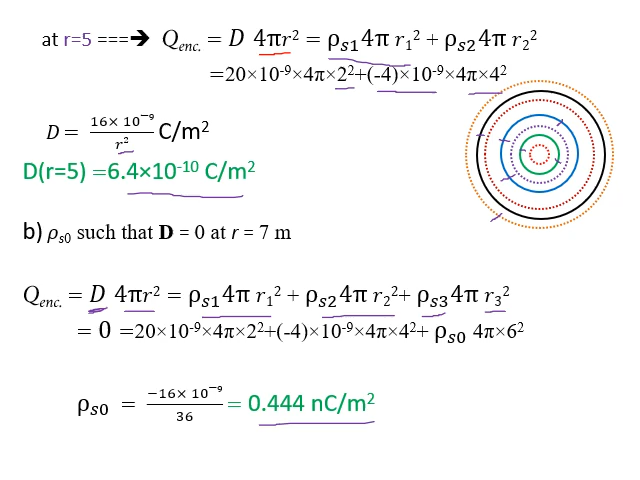 at r=5 ===➔ Qenc. = D 4πr² = ρs1 4π r₁² + ρs2 4π r₂²
=20×10⁻⁹×4π×2²+(-4)×10⁻⁹×4π×4²
D = 16× 10⁻⁹ / r² C/m²
D(r=5) =6.4×10⁻¹⁰ C/m²
b) ρs0 such that D = 0 at r = 7 m
Qenc. = D 4πr² = ρs1 4π r₁² + ρs2 4π r₂²+ ρs3 4π r₃²
= 0 =20×10⁻⁹×4π×2²+(-4)×10⁻⁹×4π×4²+ ρs0 4π×6²
ρs0 = −16× 10⁻⁹ / 36 = 0.444 nC/m²